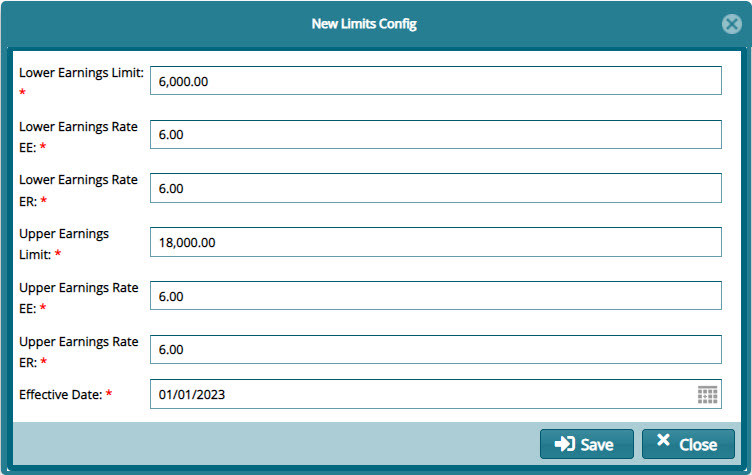 New Limits Config
Lower Earnings Limit:
*
6,000.00
Lower Earnings Rate
EE: *
6.00
Lower Earnings Rate
ER: *
6.00
Upper Earnings
Limit: *
18,000.00
Upper Earnings Rate
EE: *
6.00
Upper Earnings Rate
ER: *
6.00
Effective Date: *
01/01/2023
Save
Close